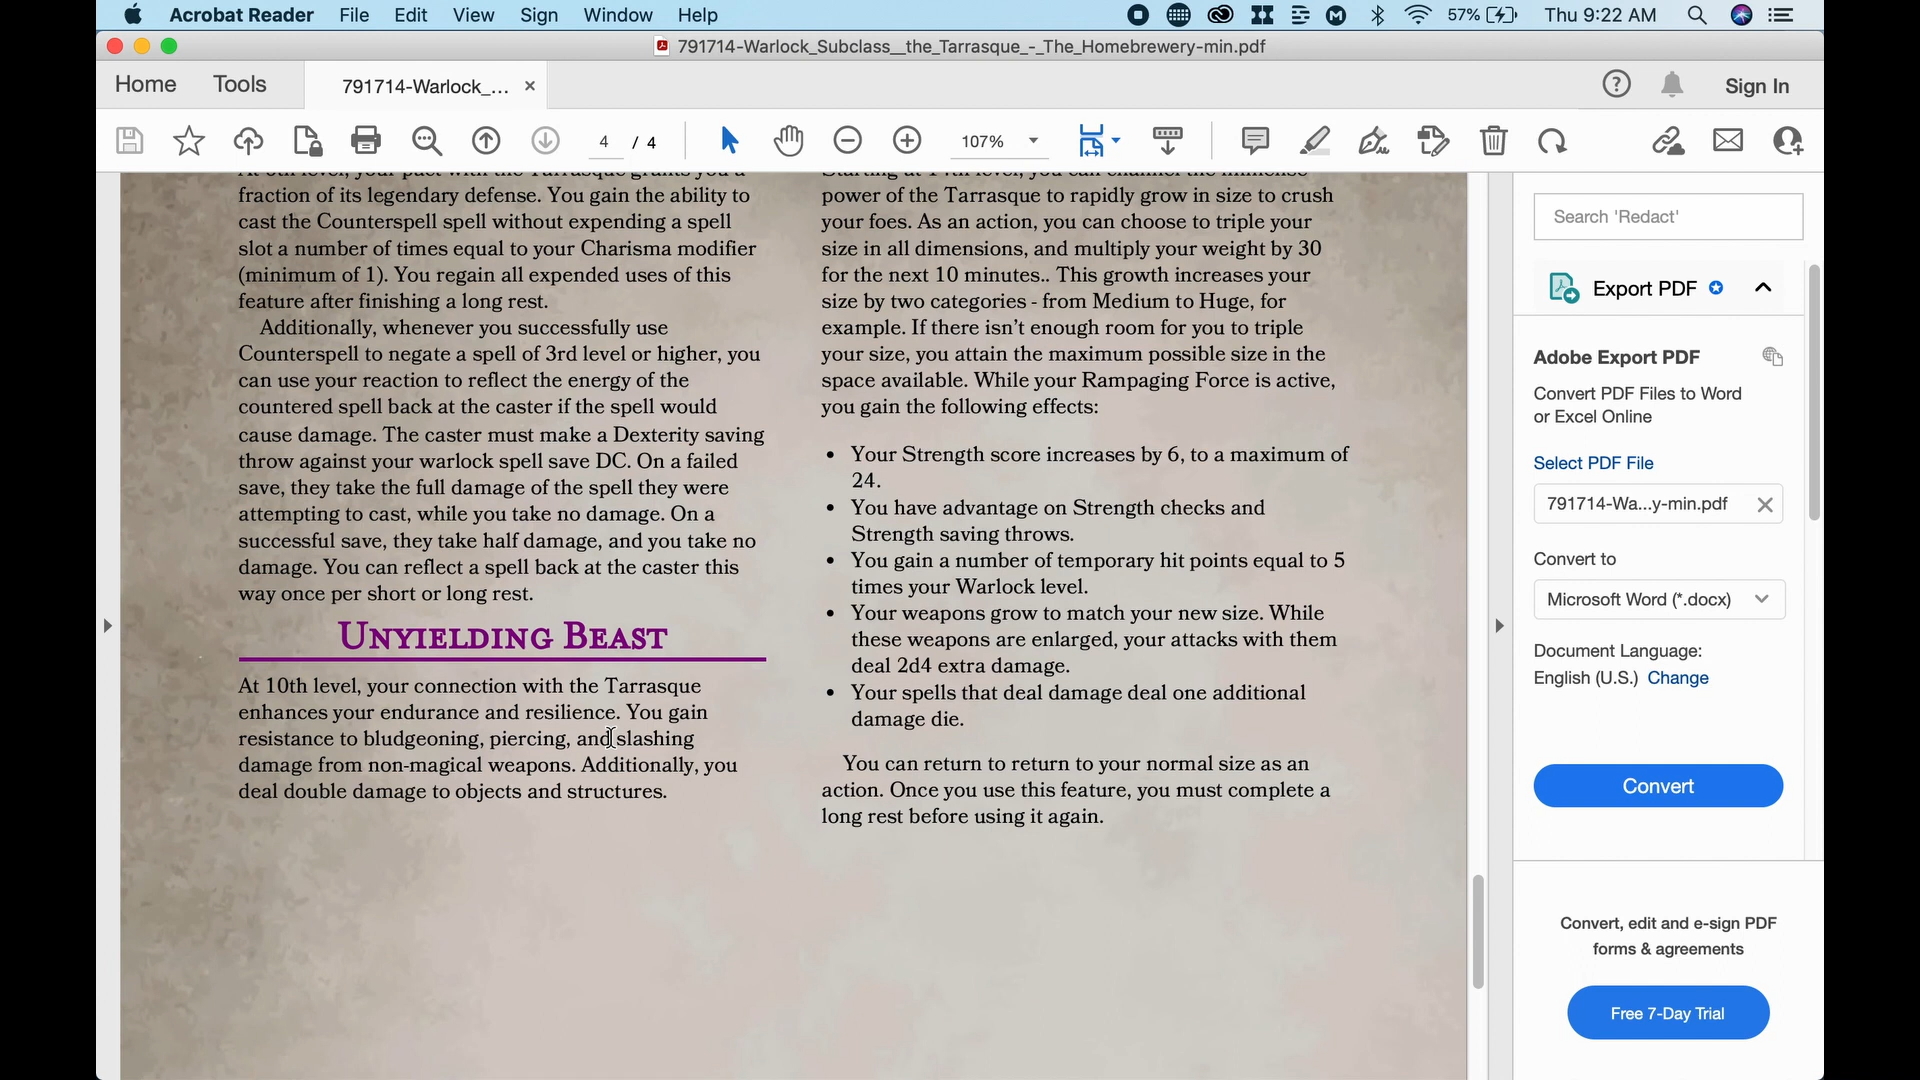 Acrobat Reader File Edit View Sign Window Help 57% Thu 9:22 AM
791714-Warlock_Subclass__the_Tarrasque_-_The_Homebrewery-min.pdf
Home Tools 791714-Warlock_... × Sign In
4 / 4 107%
At 6th level, your pact with the Tarrasque grants you a
fraction of its legendary defense. You gain the ability to
cast the Counterspell spell without expending a spell
slot a number of times equal to your Charisma modifier
(minimum of 1). You regain all expended uses of this
feature after finishing a long rest.
Additionally, whenever you successfully use
Counterspell to negate a spell of 3rd level or higher, you
can use your reaction to reflect the energy of the
countered spell back at the caster if the spell would
cause damage. The caster must make a Dexterity saving
throw against your warlock spell save DC. On a failed
save, they take the full damage of the spell they were
attempting to cast, while you take no damage. On a
successful save, they take half damage, and you take no
damage. You can reflect a spell back at the caster this
way once per short or long rest.
Unyielding Beast
At 10th level, your connection with the Tarrasque
enhances your endurance and resilience. You gain
resistance to bludgeoning, piercing, and slashing
damage from non-magical weapons. Additionally, you
deal double damage to objects and structures.
Starting at 14th level, you can channel the immense
power of the Tarrasque to rapidly grow in size to crush
your foes. As an action, you can choose to triple your
size in all dimensions, and multiply your weight by 30
for the next 10 minutes.. This growth increases your
size by two categories - from Medium to Huge, for
example. If there isn't enough room for you to triple
your size, you attain the maximum possible size in the
space available. While your Rampaging Force is active,
you gain the following effects:
• Your Strength score increases by 6, to a maximum of
24.
• You have advantage on Strength checks and
Strength saving throws.
• You gain a number of temporary hit points equal to 5
times your Warlock level.
• Your weapons grow to match your new size. While
these weapons are enlarged, your attacks with them
deal 2d4 extra damage.
• Your spells that deal damage deal one additional
damage die.
You can return to return to your normal size as an
action. Once you use this feature, you must complete a
long rest before using it again.
Search 'Redact'
Export PDF
Adobe Export PDF
Convert PDF Files to Word
or Excel Online
Select PDF File
791714-Wa...y-min.pdf
Convert to
Microsoft Word (*.docx)
Document Language:
English (U.S.) Change
Convert
Convert, edit and e-sign PDF
forms & agreements
Free 7-Day Trial